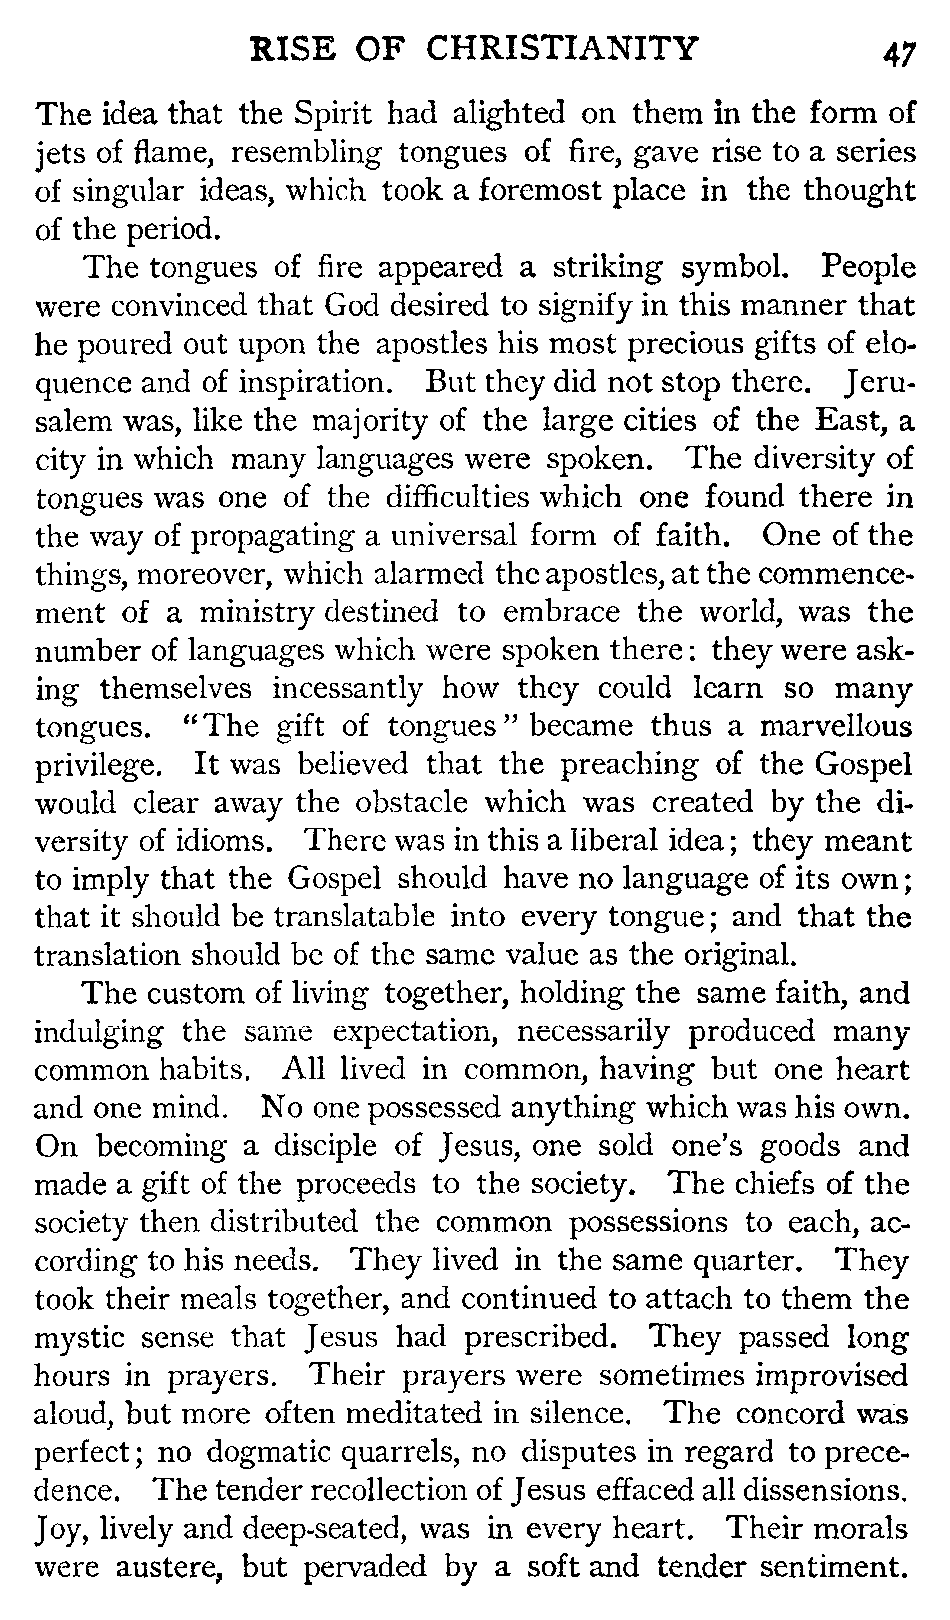 RISE OF CHRISTIANITY 47
The idea that the Spirit had alighted on them in the form of
jets of flame, resembling tongues of fire, gave rise to a series
of singular ideas, which took a foremost place in the thought
of the period.
The tongues of fire appeared a striking symbol. People
were convinced that God desired to signify in this manner that
he poured out upon the apostles his most precious gifts of elo-
quence and of inspiration. But they did not stop there. Jeru-
salem was, like the majority of the large cities of the East, a
city in which many languages were spoken. The diversity of
tongues was one of the difficulties which one found there in
the way of propagating a universal form of faith. One of the
things, moreover, which alarmed the apostles, at the commence-
ment of a ministry destined to embrace the world, was the
number of languages which were spoken there: they were ask-
ing themselves incessantly how they could learn so many
tongues. "The gift of tongues" became thus a marvellous
privilege. It was believed that the preaching of the Gospel
would clear away the obstacle which was created by the di-
versity of idioms. There was in this a liberal idea; they meant
to imply that the Gospel should have no language of its own;
that it should be translatable into every tongue; and that the
translation should be of the same value as the original.
The custom of living together, holding the same faith, and
indulging the same expectation, necessarily produced many
common habits. All lived in common, having but one heart
and one mind. No one possessed anything which was his own.
On becoming a disciple of Jesus, one sold one's goods and
made a gift of the proceeds to the society. The chiefs of the
society then distributed the common possessions to each, ac-
cording to his needs. They lived in the same quarter. They
took their meals together, and continued to attach to them the
mystic sense that Jesus had prescribed. They passed long
hours in prayers. Their prayers were sometimes improvised
aloud, but more often meditated in silence. The concord was
perfect; no dogmatic quarrels, no disputes in regard to prece-
dence. The tender recollection of Jesus effaced all dissensions.
Joy, lively and deep-seated, was in every heart. Their morals
were austere, but pervaded by a soft and tender sentiment.